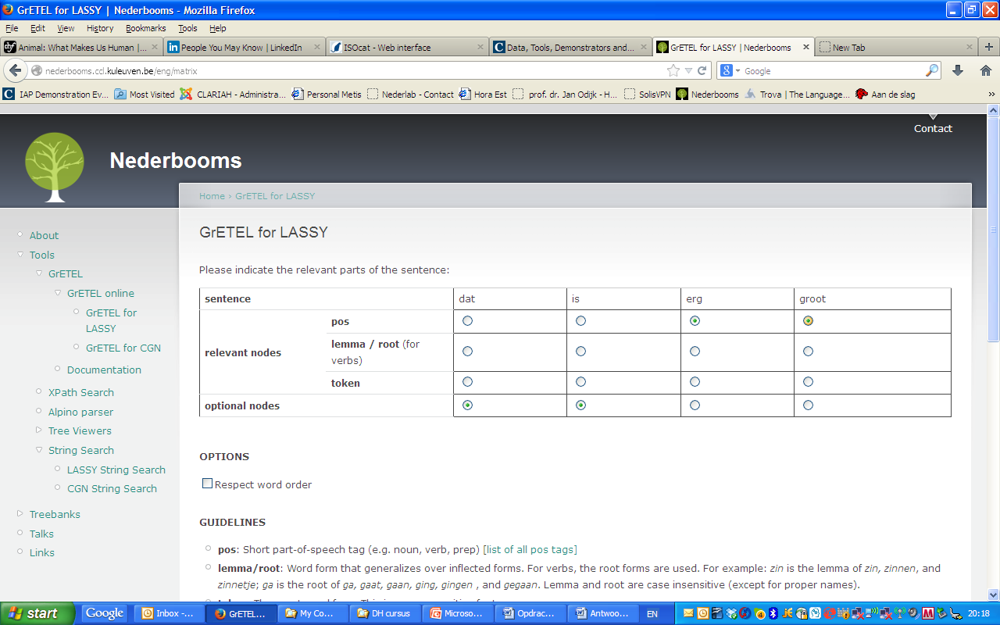 GrETEL for LASSY | Nederbooms - Mozilla Firefox
File Edit View History Bookmarks Tools Help
Animal: What Makes Us Human |... People You May Know | LinkedIn ISOcat - Web interface Data, Tools, Demonstrators and... GrETEL for LASSY | Nederbooms New Tab
nederbooms.ccl.kuleuven.be/eng/matrix Google
IAP Demonstration Ev... Most Visited CLARIAH - Administra... Personal Metis Nederlab - Contact Hora Est prof. dr. Jan Odijk - H... SolisVPN Nederbooms Trova | The Language... Aan de slag
Contact
Nederbooms
Home › GrETEL for LASSY
About
Tools
GrETEL
GrETEL online
GrETEL for
LASSY
GrETEL for CGN
Documentation
XPath Search
Alpino parser
Tree Viewers
String Search
LASSY String Search
CGN String Search
Treebanks
Talks
Links
GrETEL for LASSY
Please indicate the relevant parts of the sentence:
sentence dat is erg groot
relevant nodes
pos
lemma / root (for
verbs)
token
optional nodes
OPTIONS
Respect word order
GUIDELINES
pos: Short part-of-speech tag (e.g. noun, verb, prep) [list of all pos tags]
lemma/root: Word form that generalizes over inflected forms. For verbs, the root forms are used. For example: zin is the lemma of zin, zinnen, and
zinnetje; ga is the root of ga, gaat, gaan, ging, gingen , and gegaan. Lemma and root are case insensitive (except for proper names).
start Google Inbox -... GrETEL... My Co... DH cursus Microso... Opdrac... Antwoo... EN 20:18